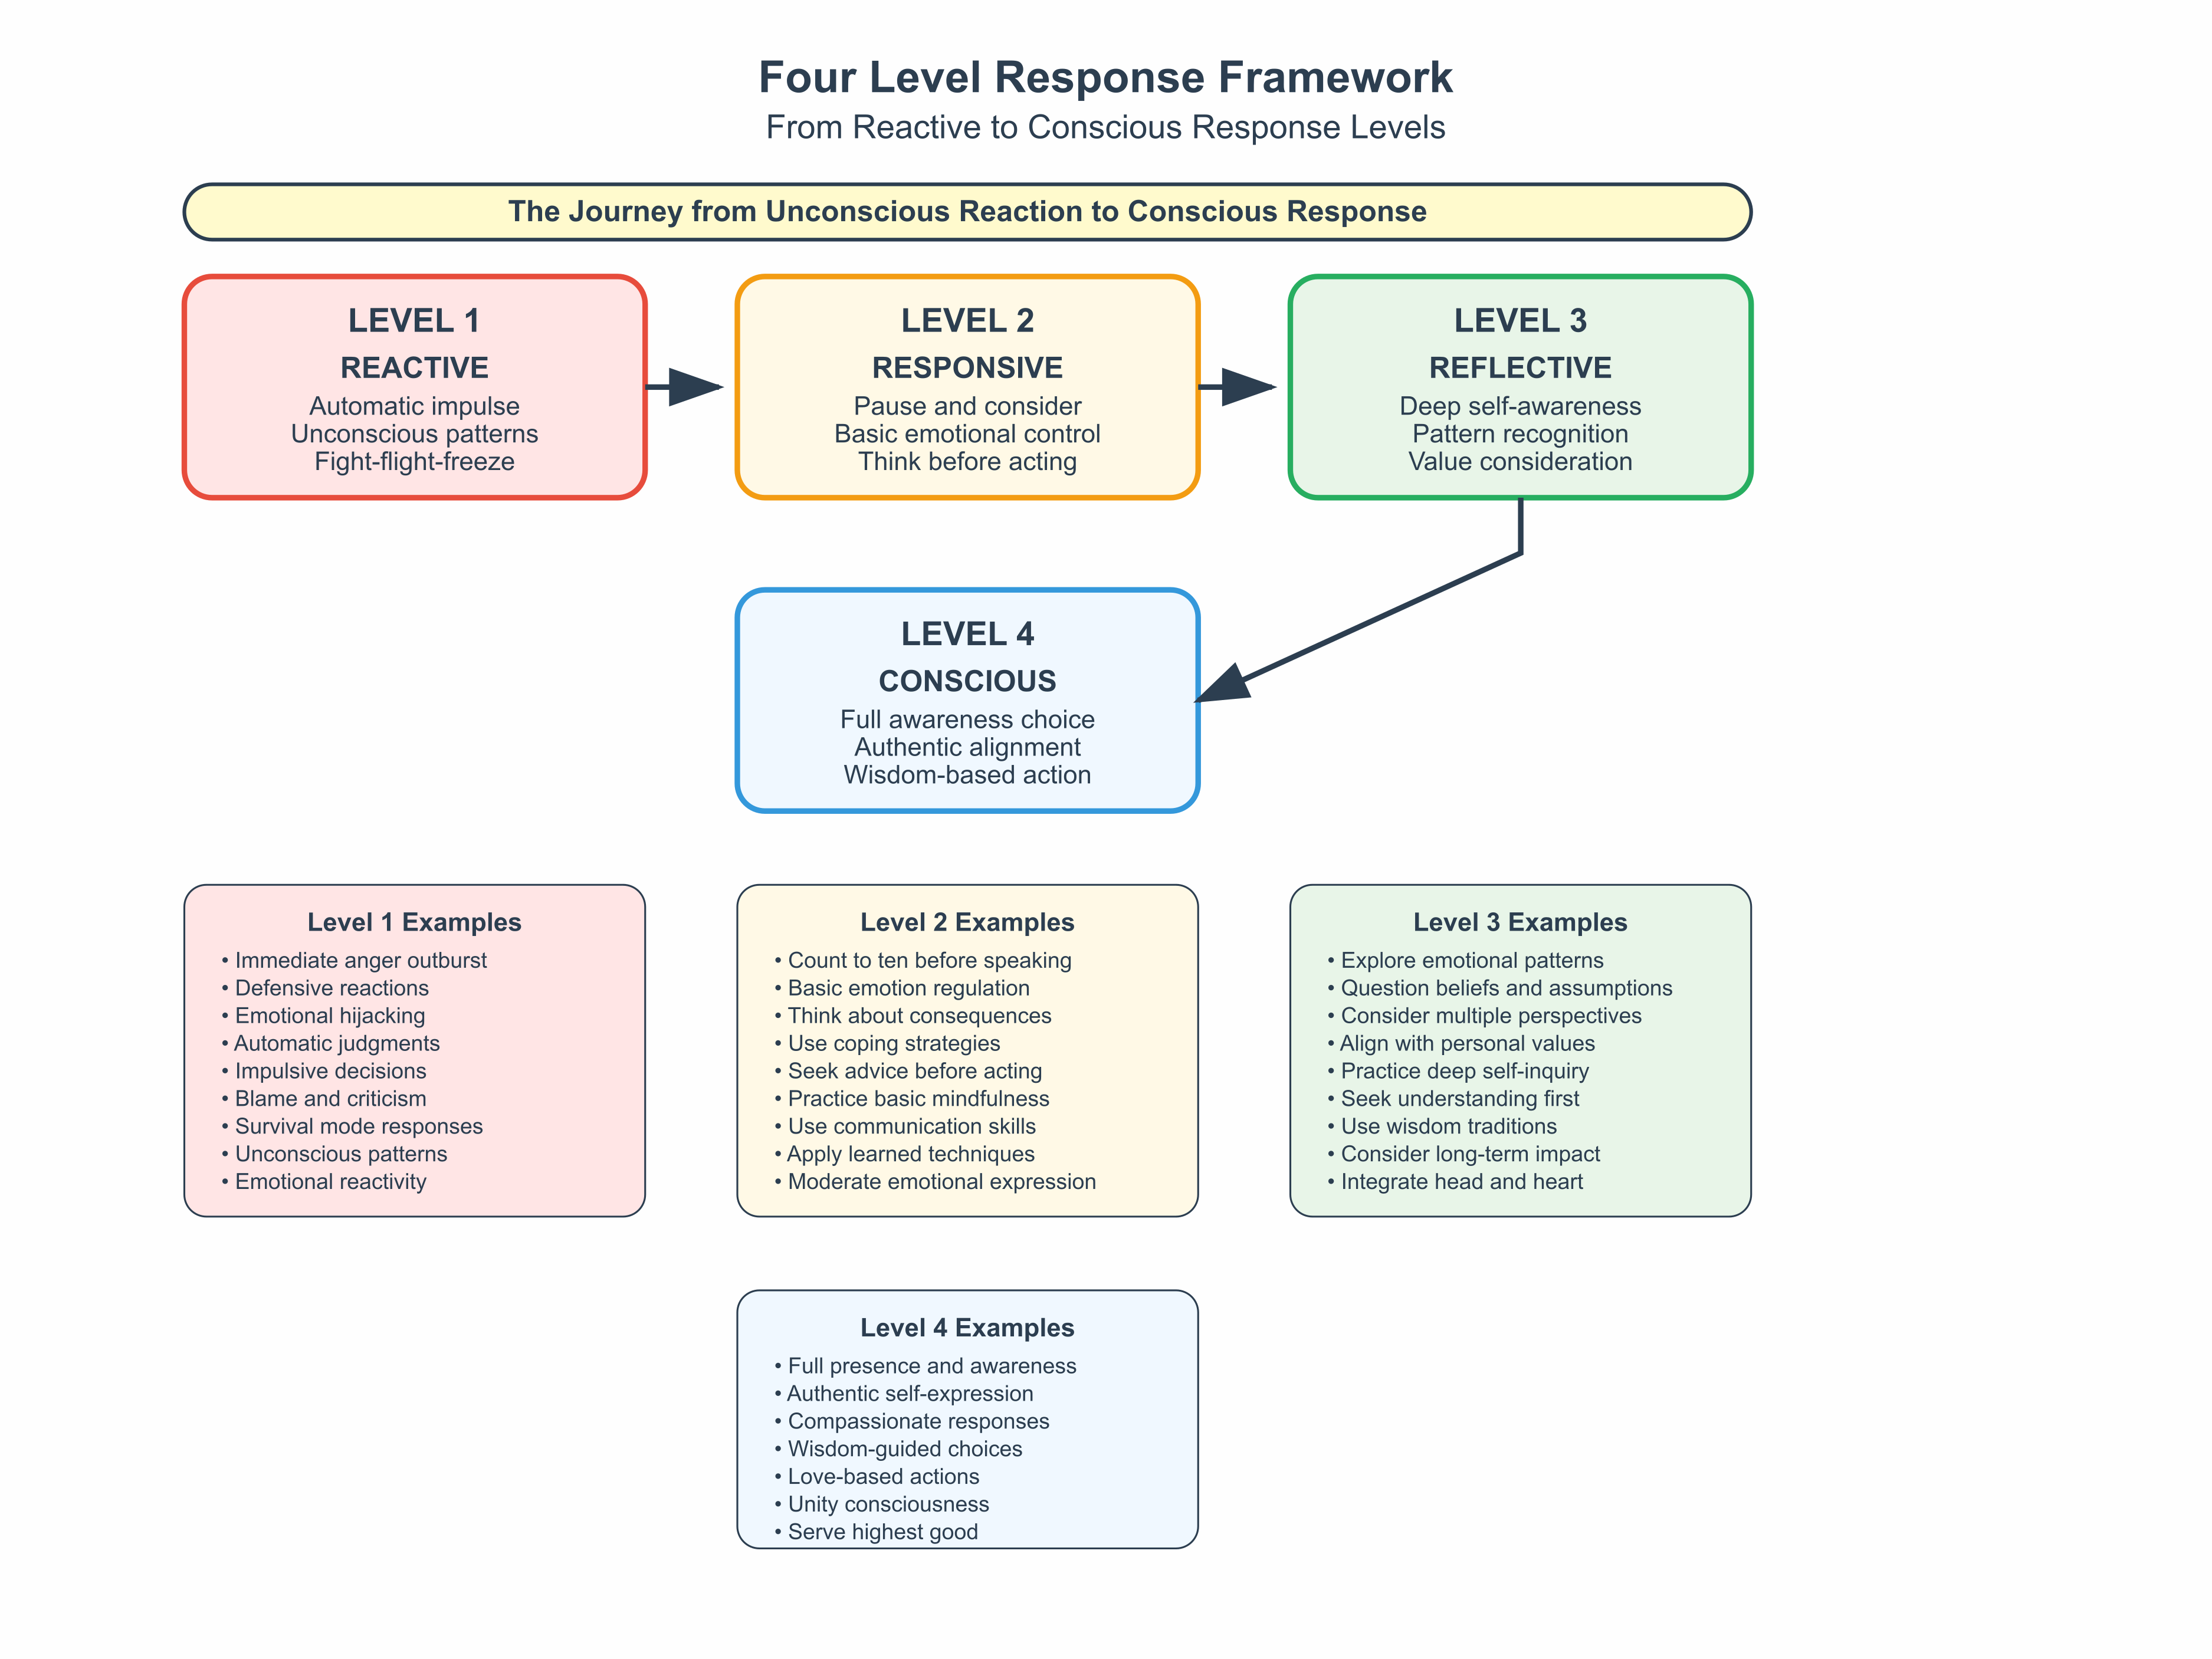 Four Level Response Framework
From Reactive to Conscious Response Levels
The Journey from Unconscious Reaction to Conscious Response
LEVEL 1
REACTIVE
Automatic impulse
Unconscious patterns
Fight-flight-freeze
LEVEL 2
RESPONSIVE
Pause and consider
Basic emotional control
Think before acting
LEVEL 3
REFLECTIVE
Deep self-awareness
Pattern recognition
Value consideration
LEVEL 4
CONSCIOUS
Full awareness choice
Authentic alignment
Wisdom-based action
Level 1 Examples
• Immediate anger outburst
• Defensive reactions
• Emotional hijacking
• Automatic judgments
• Impulsive decisions
• Blame and criticism
• Survival mode responses
• Unconscious patterns
• Emotional reactivity
Level 2 Examples
• Count to ten before speaking
• Basic emotion regulation
• Think about consequences
• Use coping strategies
• Seek advice before acting
• Practice basic mindfulness
• Use communication skills
• Apply learned techniques
• Moderate emotional expression
Level 3 Examples
• Explore emotional patterns
• Question beliefs and assumptions
• Consider multiple perspectives
• Align with personal values
• Practice deep self-inquiry
• Seek understanding first
• Use wisdom traditions
• Consider long-term impact
• Integrate head and heart
Level 4 Examples
• Full presence and awareness
• Authentic self-expression
• Compassionate responses
• Wisdom-guided choices
• Love-based actions
• Unity consciousness
• Serve highest good